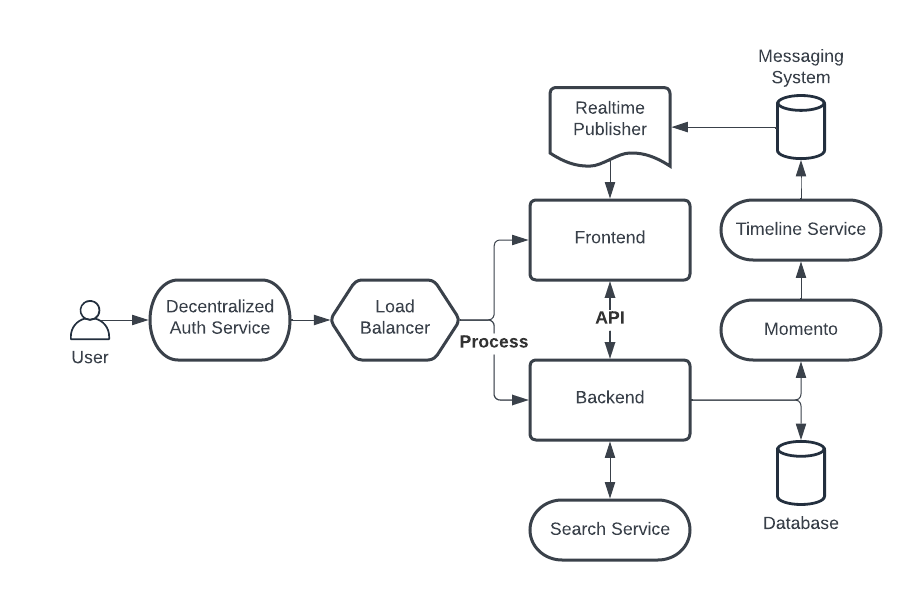 Messaging
System
Realtime
Publisher
Timeline Service
Frontend
Decentralized
Auth Service
Load
Balancer
API
Momento
Process
User
Backend
Search Service
Database